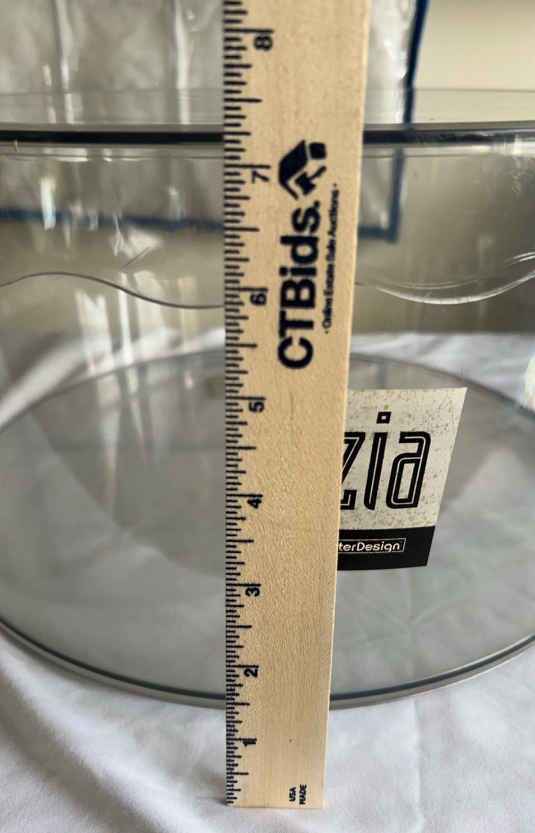 8
7
CTBids.
· Online Estate Sale Auctions ·
6
5
zia
4
terDesign
3
2
1
USA
MADE